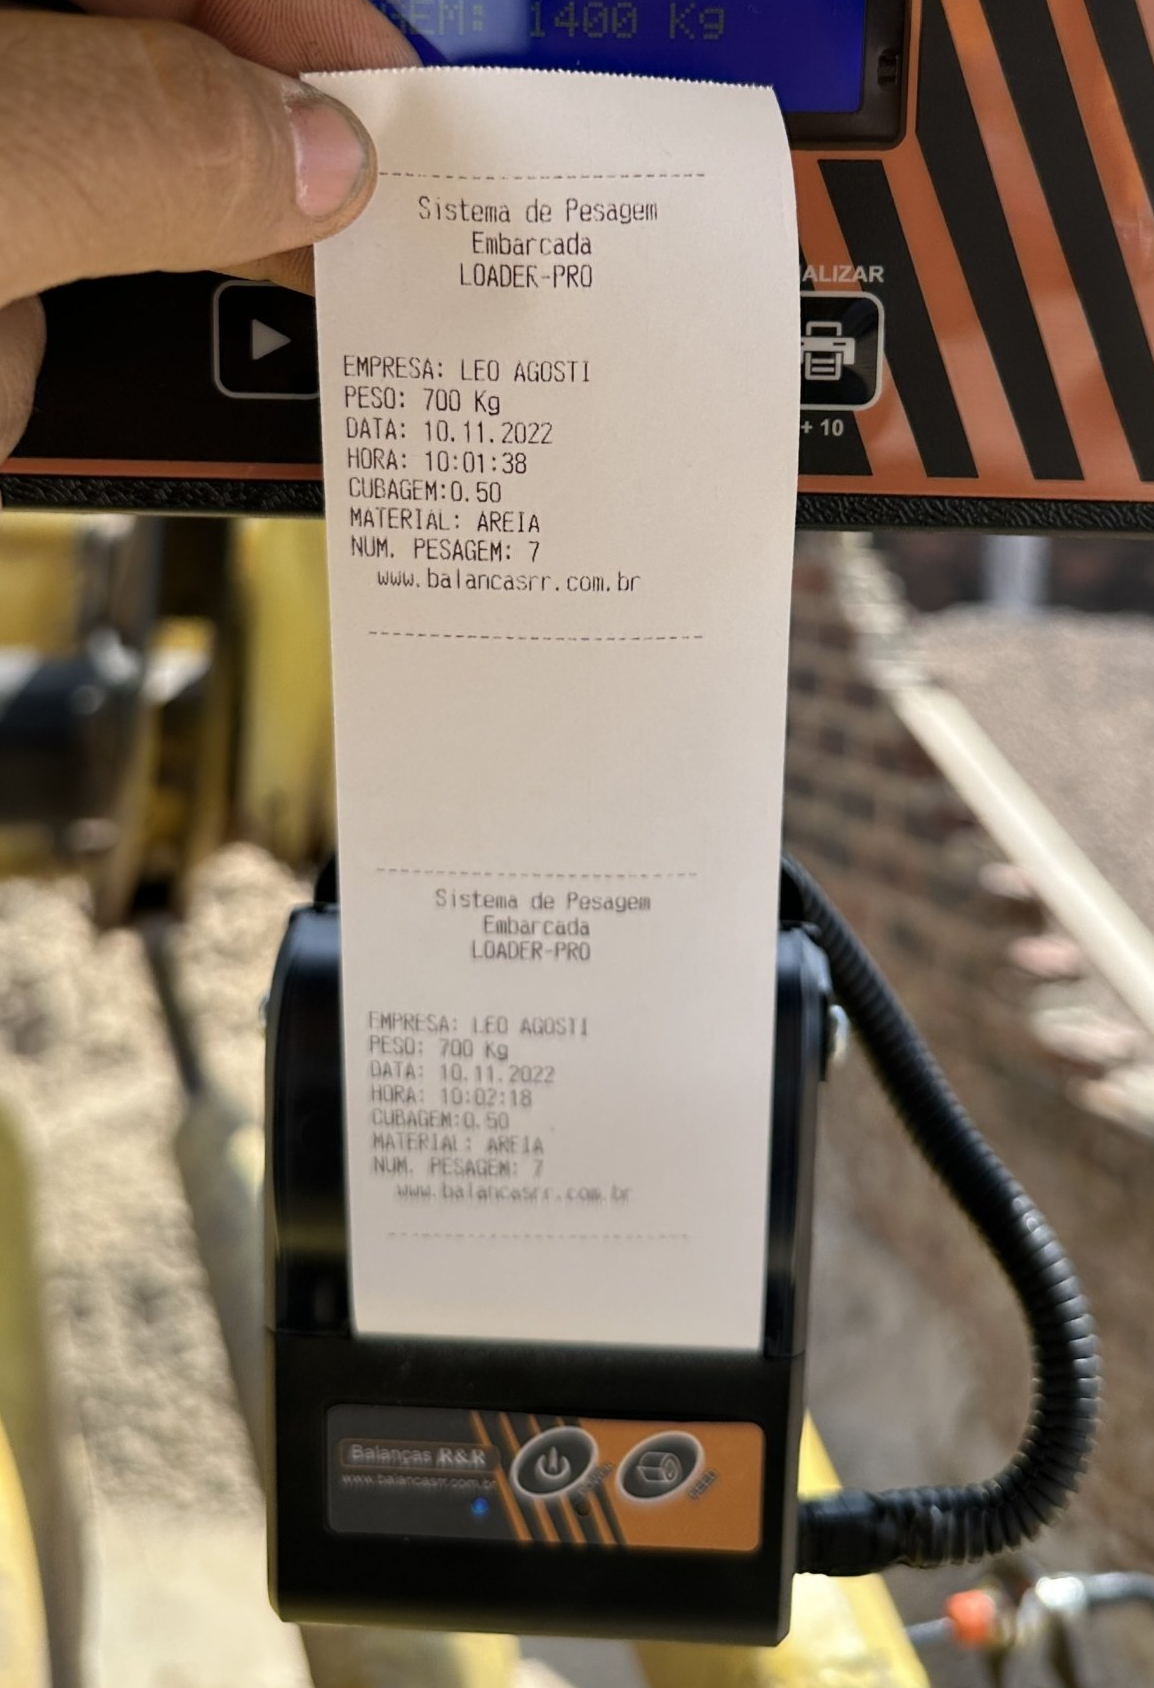 GEM: 1400 Kg
Sistema de Pesagem
Embarcada
LOADER-PRO
ALIZAR
EMPRESA: LEO AGOSTI
PESO: 700 Kg
DATA: 10.11.2022
+ 10
HORA: 10:01:38
CUBAGEM:0.50
MATERIAL: AREIA
NUM. PESAGEM: 7
www.balancasrr.com.br
Sistema de Pesagem
Embarcada
LOADER-PRO
EMPRESA: LEO AGOSTI
PESO: 700 Kg
DATA: 10.11.2022
HORA: 10:02:18
CUBAGEM:0.50
MATERIAL: AREIA
NUM. PESAGEM: 7
www.balancasrr.com.br
Balanças R&R
www.balancasrr.com.br
FEED